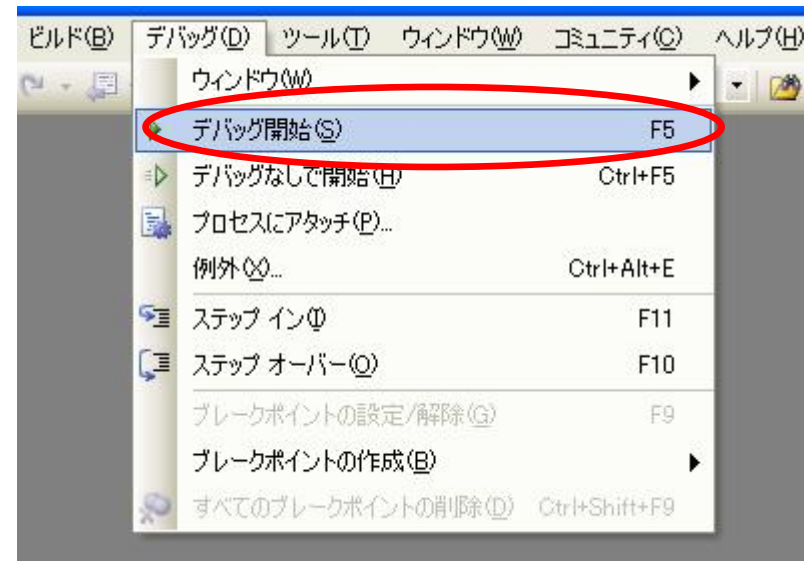 ビルド(B) デバッグ(D) ツール(T) ウィンドウ(W) コミュニティ(C) ヘルプ(H)
ウィンドウ(W)
デバッグ開始(S) F5
デバッグなしで開始(H) Ctrl+F5
プロセスにアタッチ(P)...
例外(X)... Ctrl+Alt+E
ステップ イン(I) F11
ステップ オーバー(O) F10
ブレークポイントの設定/解除(G) F9
ブレークポイントの作成(B)
すべてのブレークポイントの削除(D) Ctrl+Shift+F9